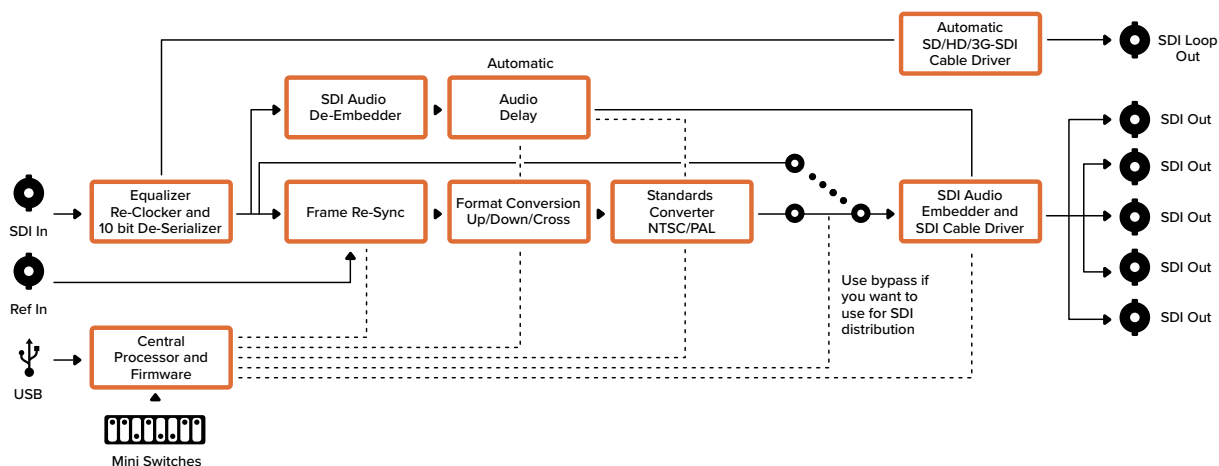 Automatic
SD/HD/3G-SDI
Cable Driver
SDI Loop
Out
Automatic
SDI Audio
De-Embedder
Audio
Delay
SDI Out
SDI Out
SDI Out
SDI Out
SDI Out
SDI In
Equalizer
Re-Clocker and
10 bit De-Serializer
Frame Re-Sync
Format Conversion
Up/Down/Cross
Standards
Converter
NTSC/PAL
SDI Audio
Embedder and
SDI Cable Driver
Ref In
Use bypass if
you want to
use for SDI
distribution
USB
Central
Processor and
Firmware
Mini Switches